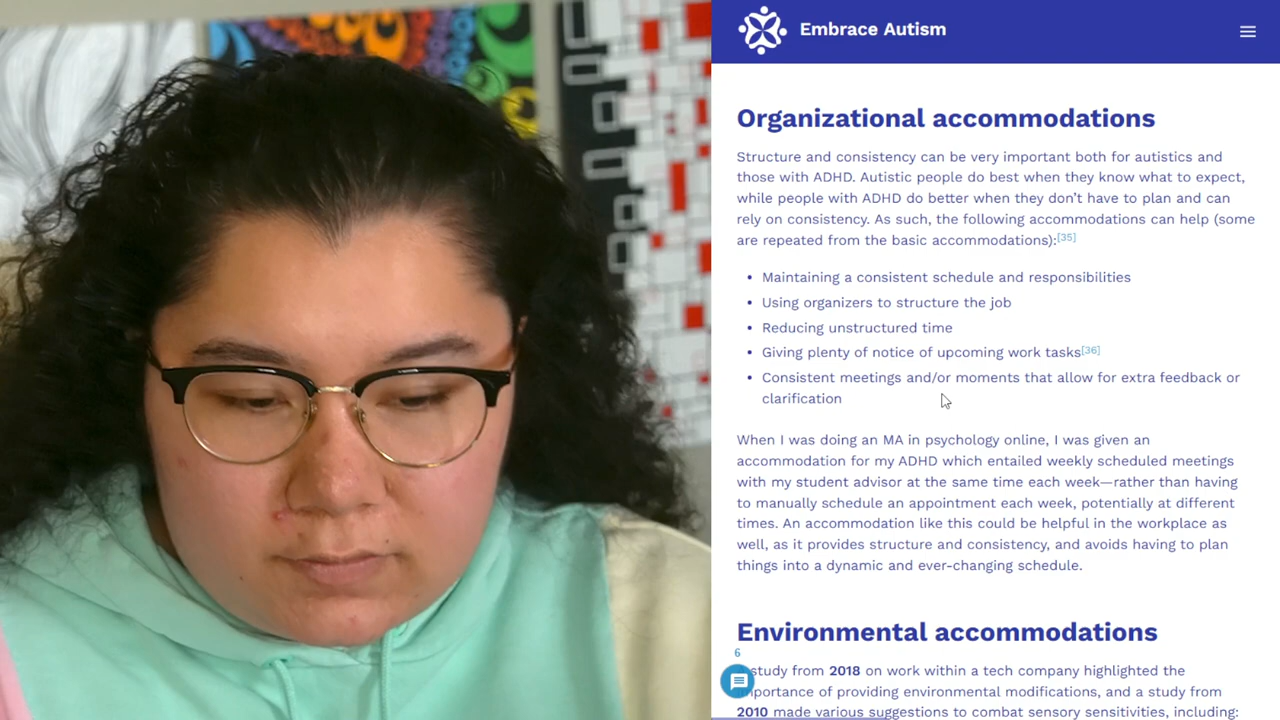 Embrace Autism
Organizational accommodations
Structure and consistency can be very important both for autistics and
those with ADHD. Autistic people do best when they know what to expect,
while people with ADHD do better when they don't have to plan and can
rely on consistency. As such, the following accommodations can help (some
are repeated from the basic accommodations):[35]
• Maintaining a consistent schedule and responsibilities
• Using organizers to structure the job
• Reducing unstructured time
• Giving plenty of notice of upcoming work tasks[36]
• Consistent meetings and/or moments that allow for extra feedback or
clarification
When I was doing an MA in psychology online, I was given an
accommodation for my ADHD which entailed weekly scheduled meetings
with my student advisor at the same time each week—rather than having
to manually schedule an appointment each week, potentially at different
times. An accommodation like this could be helpful in the workplace as
well, as it provides structure and consistency, and avoids having to plan
things into a dynamic and ever-changing schedule.
Environmental accommodations
6
A study from 2018 on work within a tech company highlighted the
importance of providing environmental modifications, and a study from
2010 made various suggestions to combat sensory sensitivities, including: